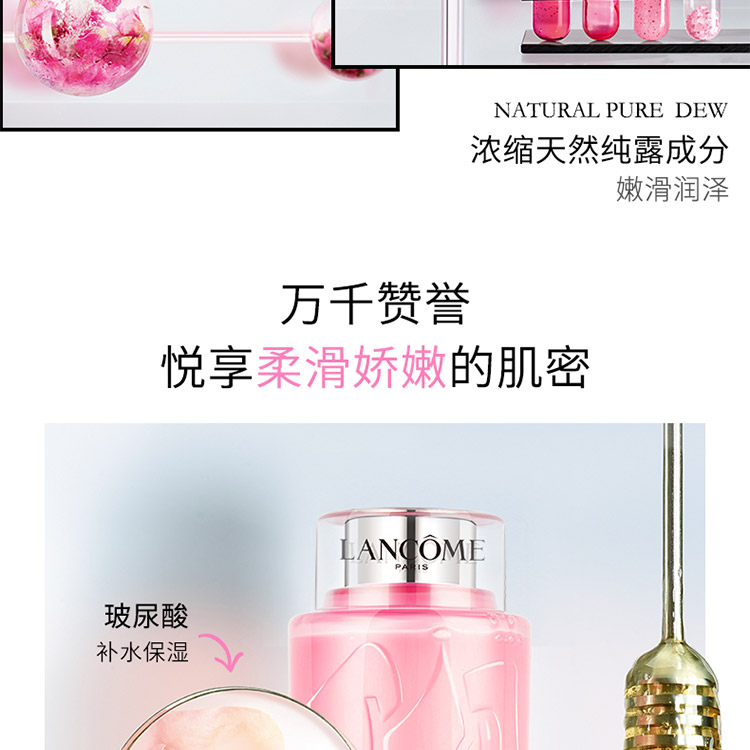 NATURAL PURE DEW
浓缩天然纯露成分
嫩滑润泽
万千赞誉
悦享柔滑娇嫩的肌密
LANCÔME
PARIS
玻尿酸
补水保湿